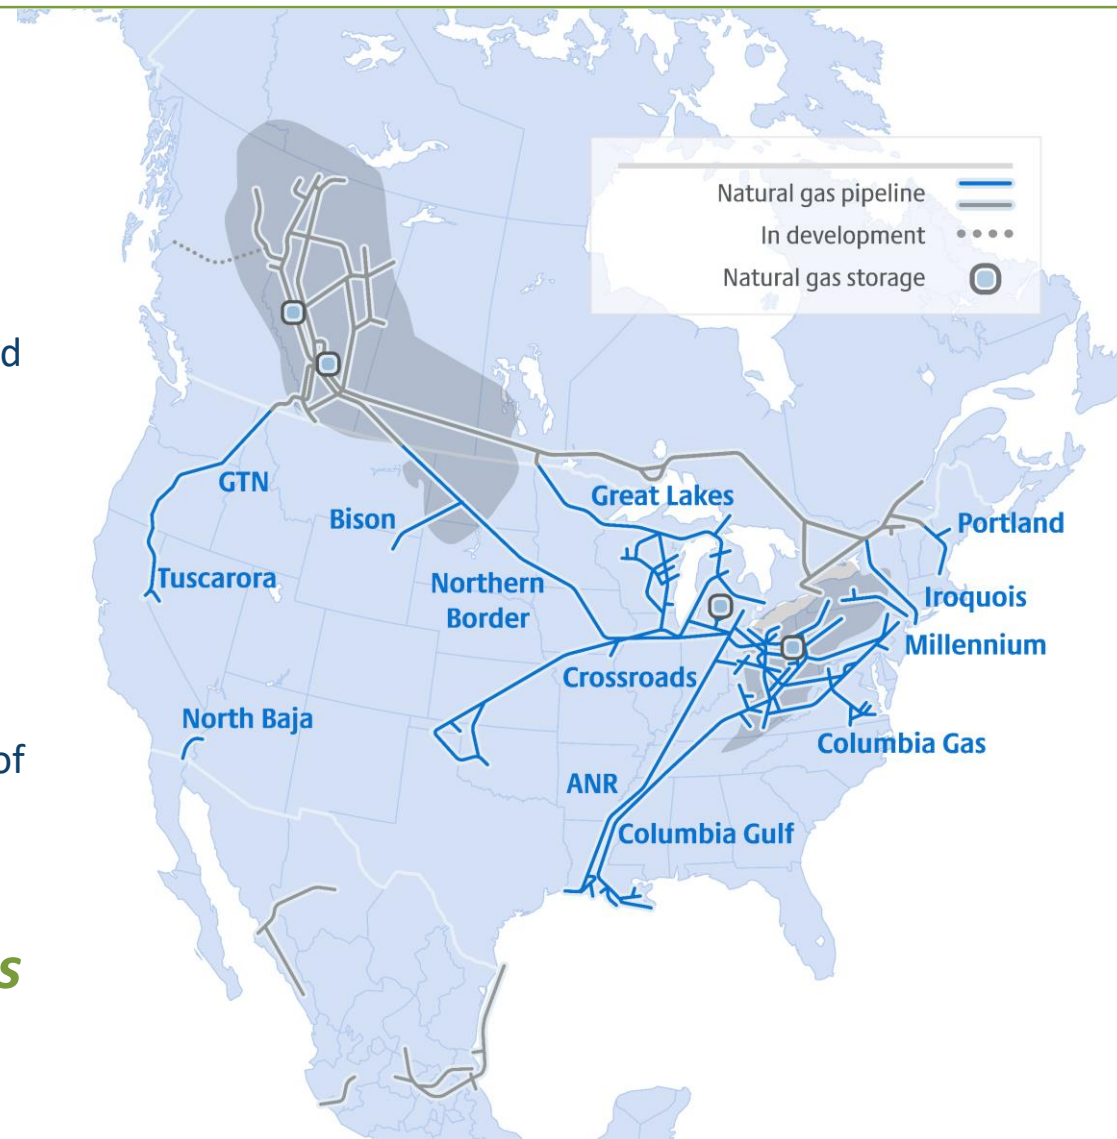 Natural gas pipeline
In development
Natural gas storage
d
GTN
Great Lakes
Bison
Portland
Tuscarora
Northern
Border
Iroquois
Millennium
Crossroads
North Baja
Columbia Gas
of
ANR
Columbia Gulf
s